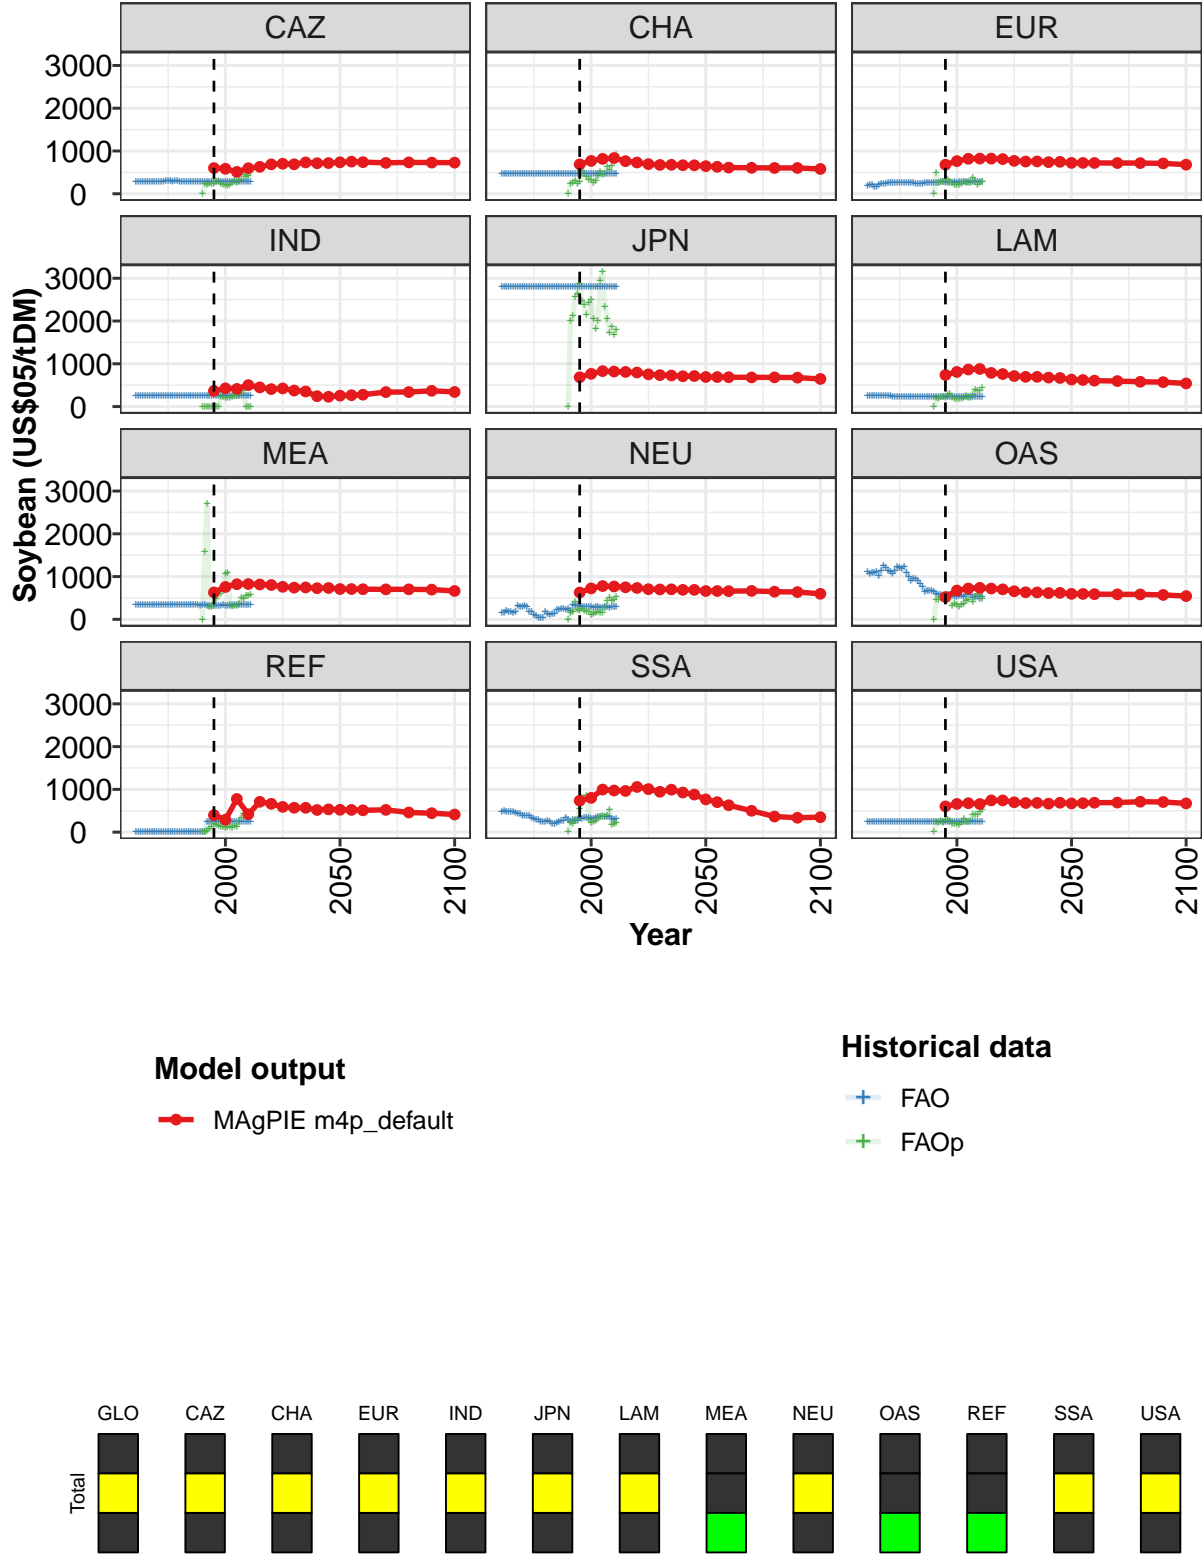 CAZ CHA EUR
3000
2000
1000
0
IND JPN LAM
3000
2000
1000
0
Soybean (US$05/tDM)
MEA NEU OAS
3000
2000
1000
0
REF SSA USA
3000
2000
1000
0
2000 2050 2100 2000 2050 2100 2000 2050 2100
Year
Model output
MAgPIE m4p_default
Historical data
FAO
FAOp
GLO CAZ CHA EUR IND JPN LAM MEA NEU OAS REF SSA USA
Total